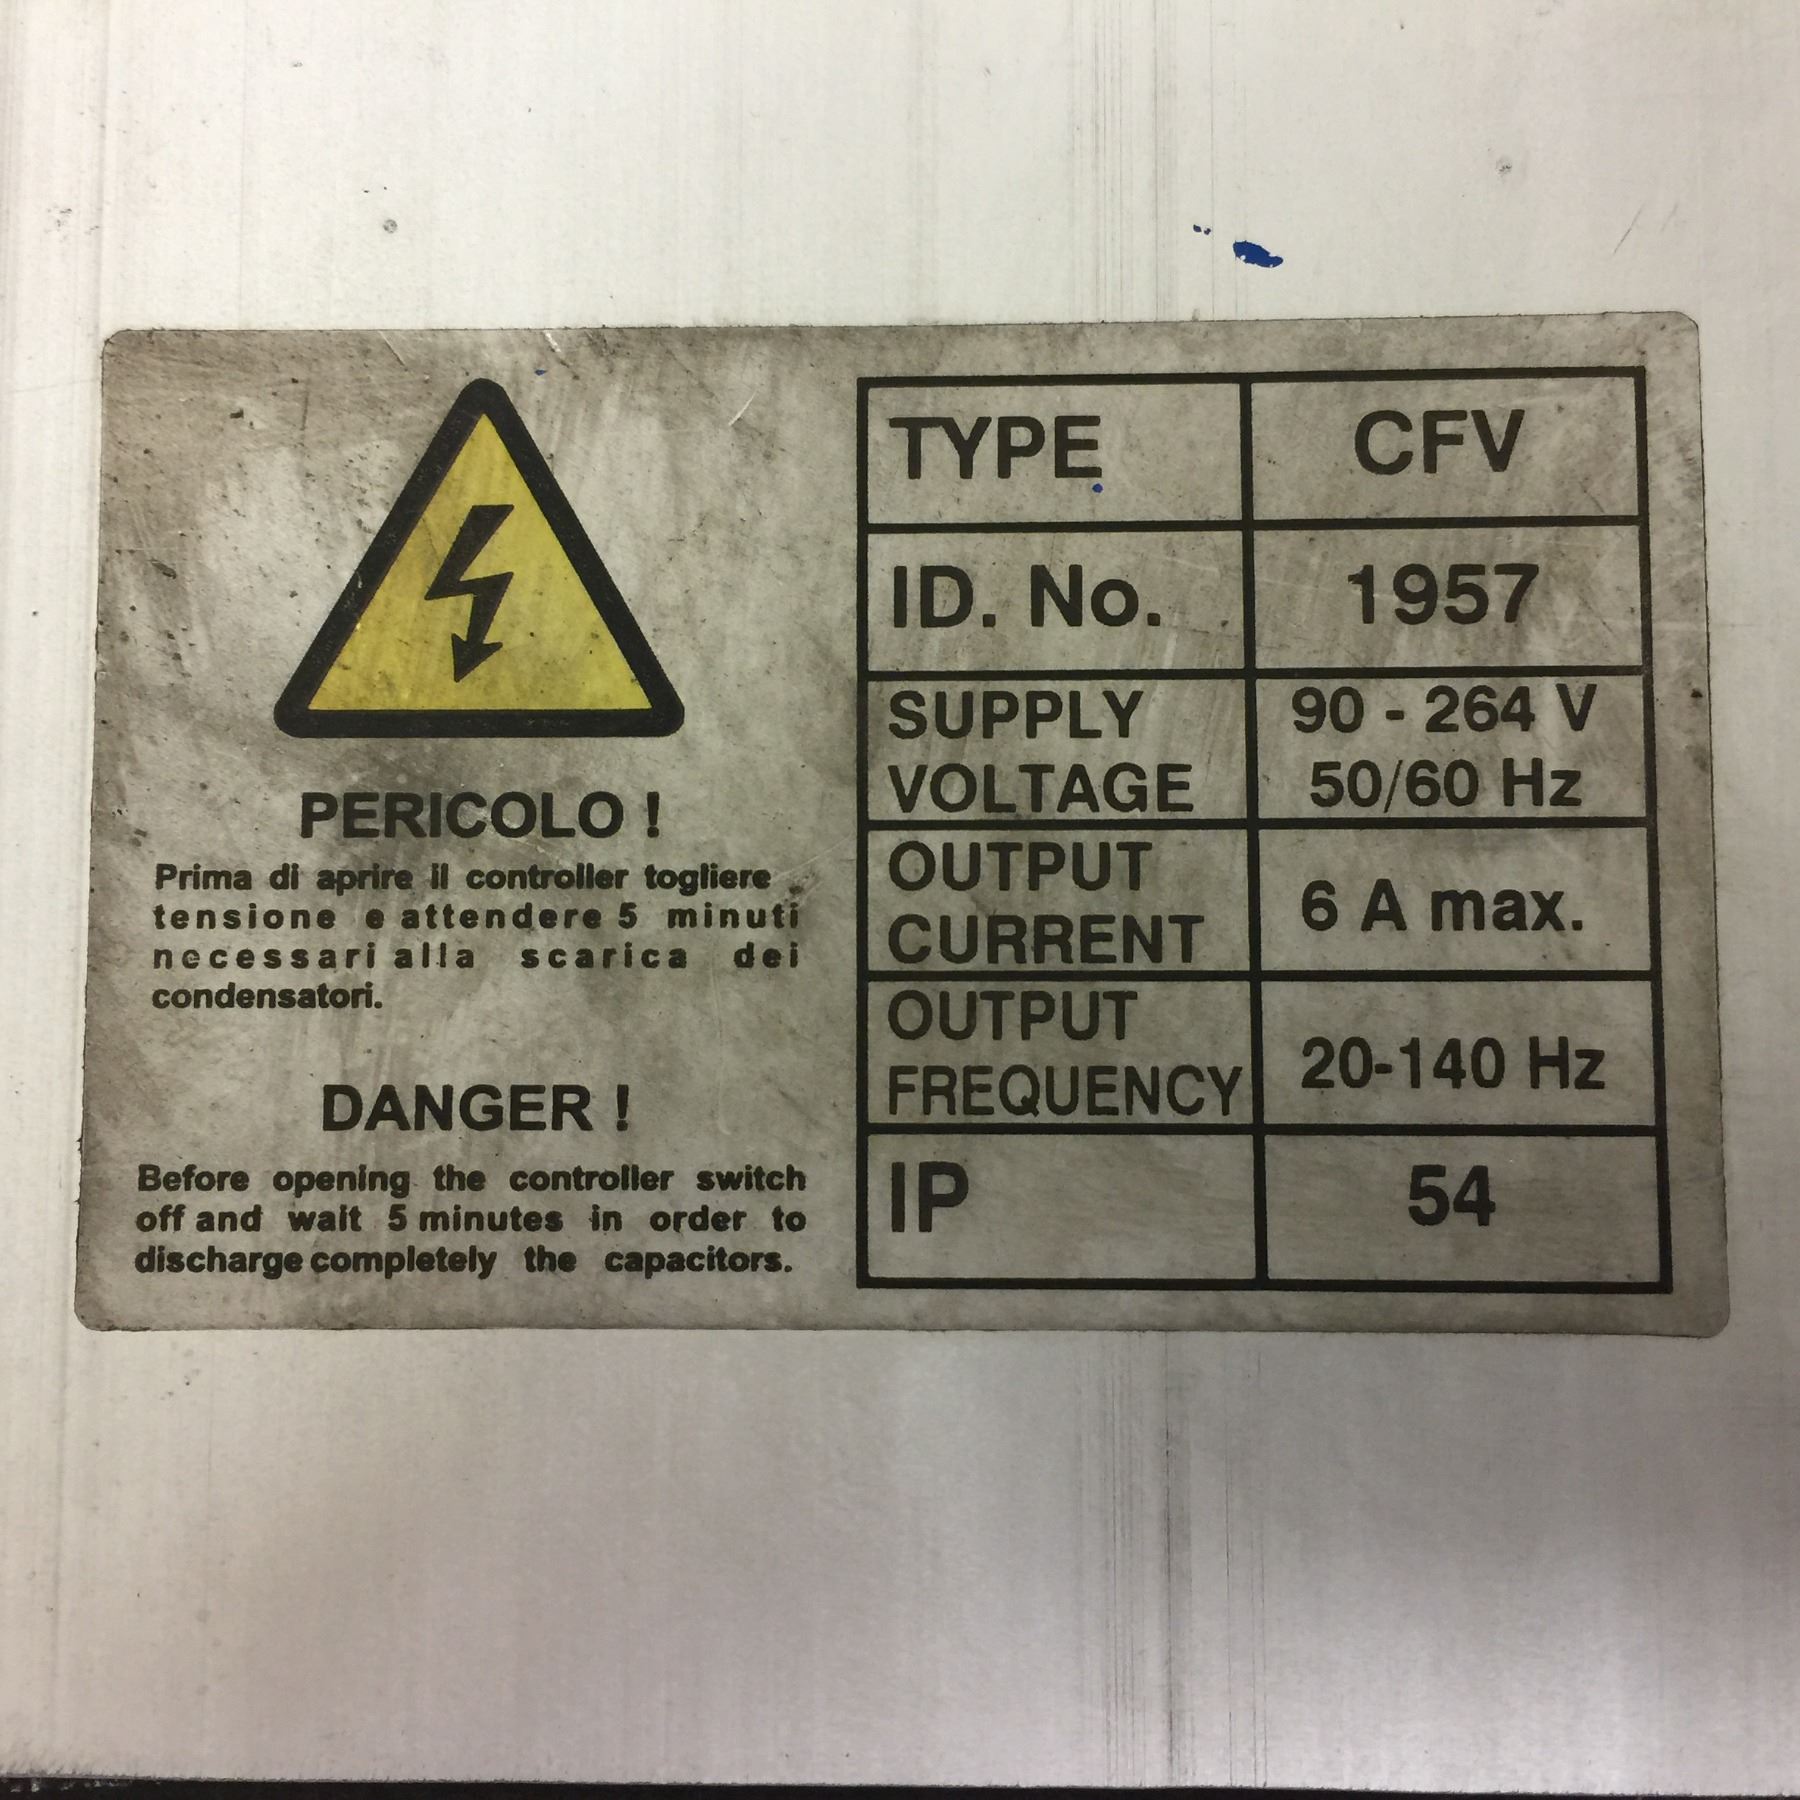 PERICOLO !
Prima di aprire il controller togliere
tensione e attendere 5 minuti
necessari alla scarica dei
condensatori.
DANGER !
Before opening the controller switch
off and wait 5 minutes in order to
discharge completely the capacitors.
TYPE CFV
ID. No. 1957
SUPPLY VOLTAGE 90 - 264 V
50/60 Hz
OUTPUT CURRENT 6 A max.
OUTPUT FREQUENCY 20-140 Hz
IP 54